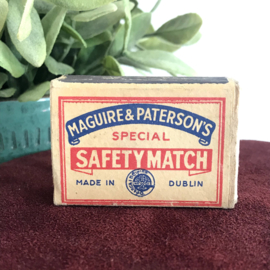 MAGUIRE & PATERSON'S
SPECIAL
SAFETY MATCH
MADE IN DUBLIN